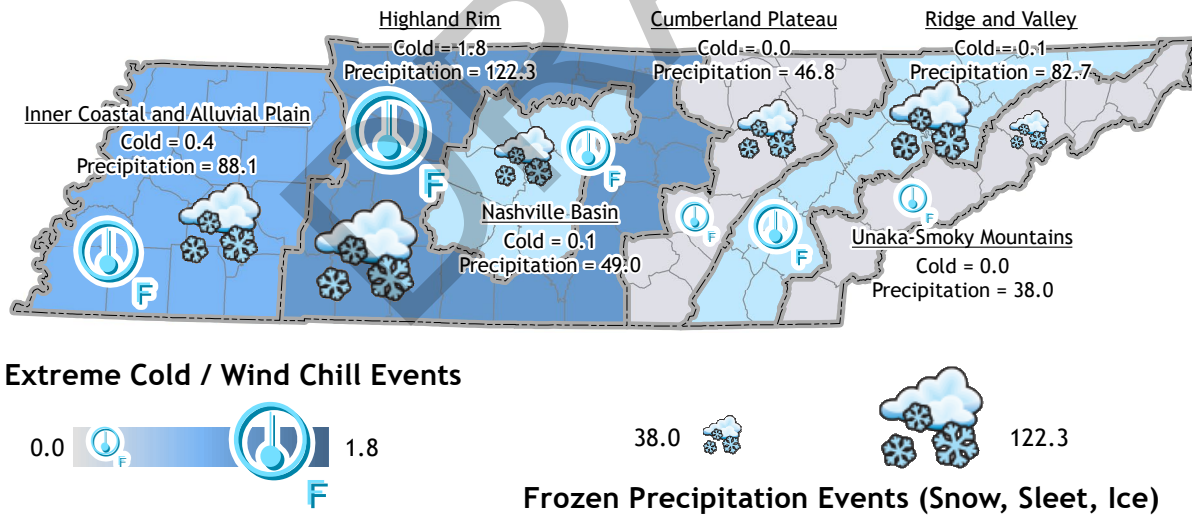 Highland Rim
Cold = 1.8
Precipitation = 122.3
Cumberland Plateau
Cold = 0.0
Precipitation = 46.8
Ridge and Valley
Cold = 0.1
Precipitation = 82.7
Inner Coastal and Alluvial Plain
Cold = 0.4
Precipitation = 88.1
Nashville Basin
Cold = 0.1
Precipitation = 49.0
Unaka-Smoky Mountains
Cold = 0.0
Precipitation = 38.0
F
F
F
F
F
F
Extreme Cold / Wind Chill Events
0.0
F
F
1.8
38.0
122.3
Frozen Precipitation Events (Snow, Sleet, Ice)